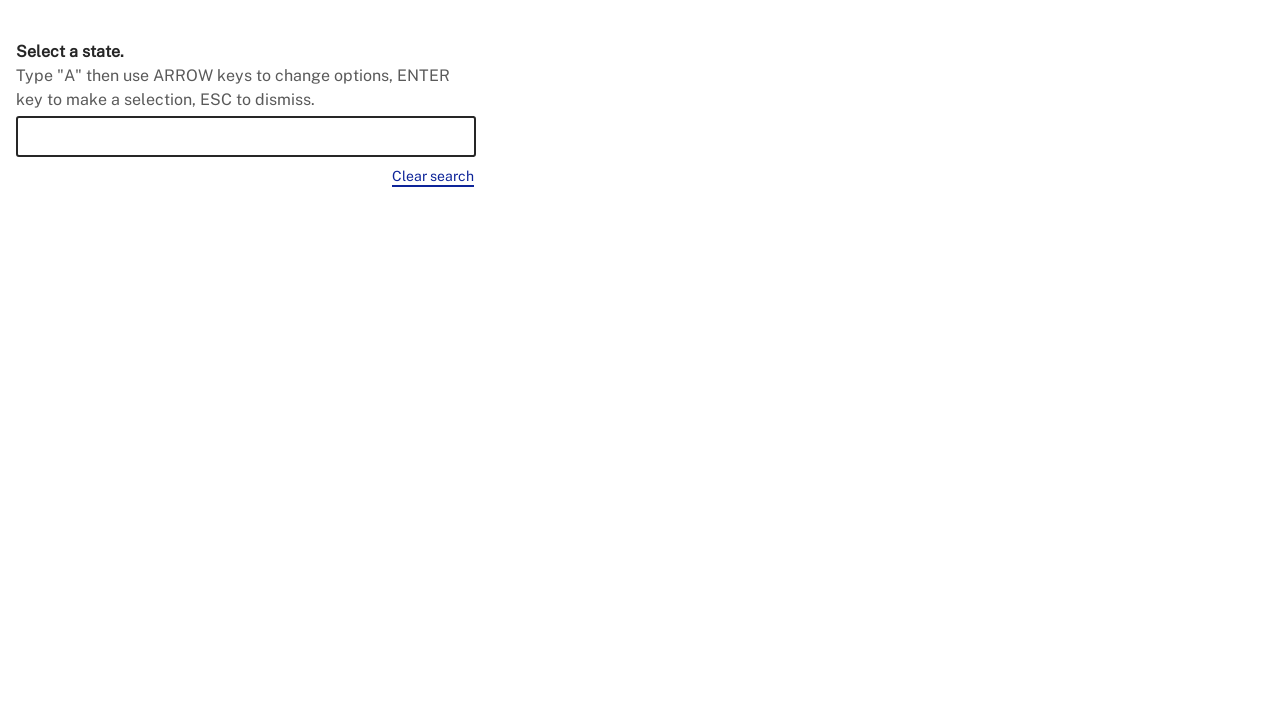 Select a state.
Type "A" then use ARROW keys to change options, ENTER
key to make a selection, ESC to dismiss.
Clear search